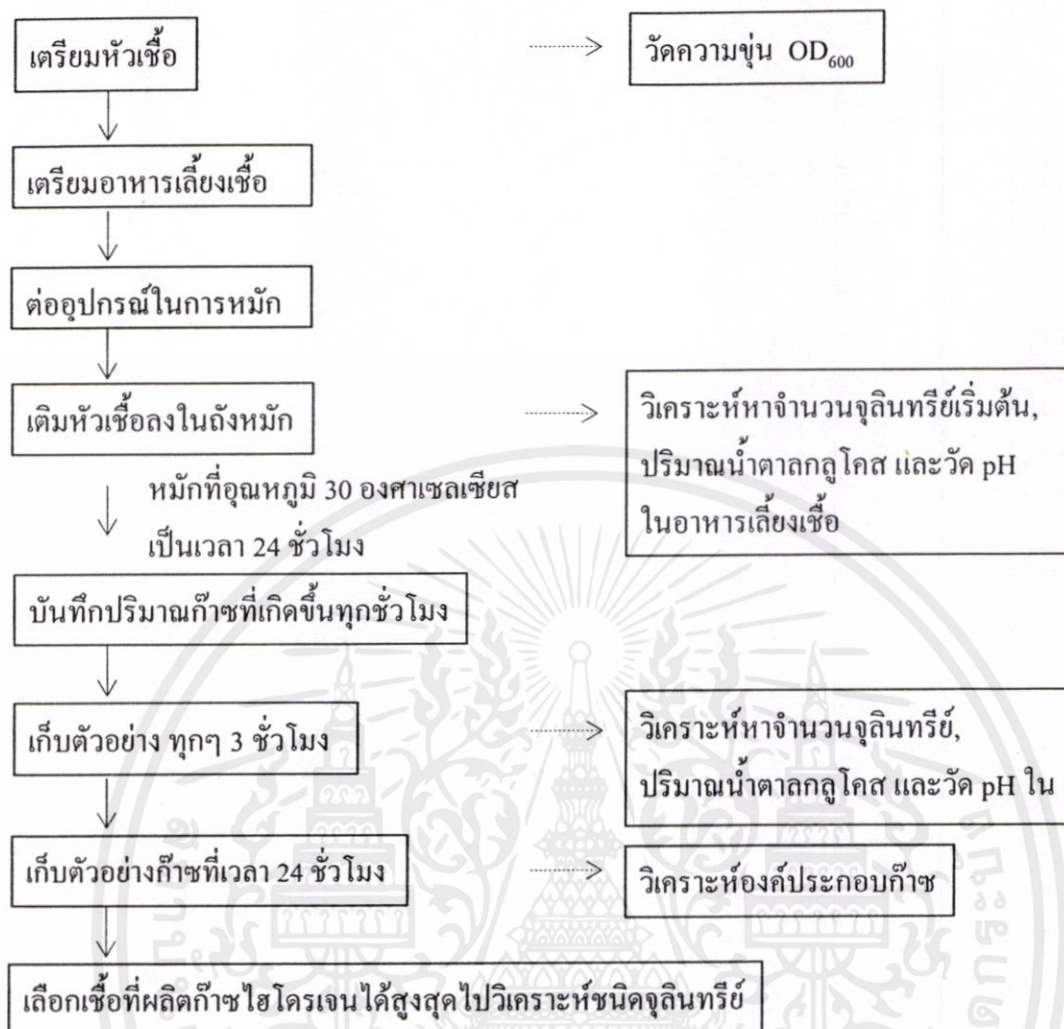 เตรียมหัวเชื้อ
วัดความขุ่น OD600
เตรียมอาหารเลี้ยงเชื้อ
ต่ออุปกรณ์ในการหมัก
เติมหัวเชื้อลงในถังหมัก
วิเคราะห์หาจำนวนจุลินทรีย์เริ่มต้น,
ปริมาณน้ำตาลกลูโคส และวัด pH
ในอาหารเลี้ยงเชื้อ
หมักที่อุณหภูมิ 30 องศาเซลเซียส
เป็นเวลา 24 ชั่วโมง
บันทึกปริมาณก๊าซที่เกิดขึ้นทุกชั่วโมง
เก็บตัวอย่าง ทุกๆ 3 ชั่วโมง
วิเคราะห์หาจำนวนจุลินทรีย์,
ปริมาณน้ำตาลกลูโคส และวัด pH ใน
เก็บตัวอย่างก๊าซที่เวลา 24 ชั่วโมง
วิเคราะห์องค์ประกอบก๊าซ
เลือกเชื้อที่ผลิตก๊าซไฮโดรเจนได้สูงสุดไปวิเคราะห์ชนิดจุลินทรีย์